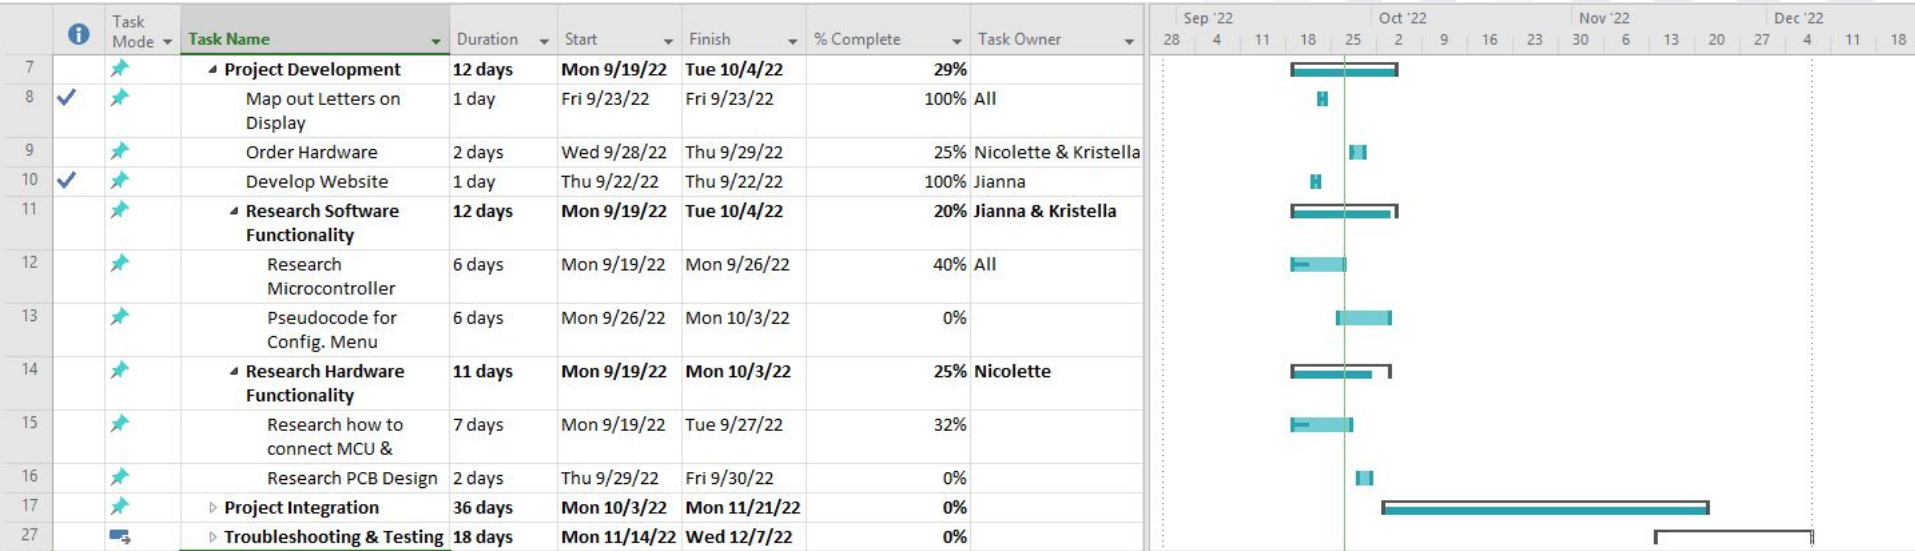 Task Mode Task Name Duration Start Finish % Complete Task Owner
Sep '22 Oct '22 Nov '22 Dec '22
28 4 11 18 25 2 9 16 23 30 6 13 20 27 4 11 18
7 Project Development 12 days Mon 9/19/22 Tue 10/4/22 29%
8 Map out Letters on Display 1 day Fri 9/23/22 Fri 9/23/22 100% All
9 Order Hardware 2 days Wed 9/28/22 Thu 9/29/22 25% Nicolette & Kristella
10 Develop Website 1 day Thu 9/22/22 Thu 9/22/22 100% Jianna
11 Research Software Functionality 12 days Mon 9/19/22 Tue 10/4/22 20% Jianna & Kristella
12 Research Microcontroller 6 days Mon 9/19/22 Mon 9/26/22 40% All
13 Pseudocode for Config. Menu 6 days Mon 9/26/22 Mon 10/3/22 0%
14 Research Hardware Functionality 11 days Mon 9/19/22 Mon 10/3/22 25% Nicolette
15 Research how to connect MCU & 7 days Mon 9/19/22 Tue 9/27/22 32%
16 Research PCB Design 2 days Thu 9/29/22 Fri 9/30/22 0%
17 Project Integration 36 days Mon 10/3/22 Mon 11/21/22 0%
27 Troubleshooting & Testing 18 days Mon 11/14/22 Wed 12/7/22 0%